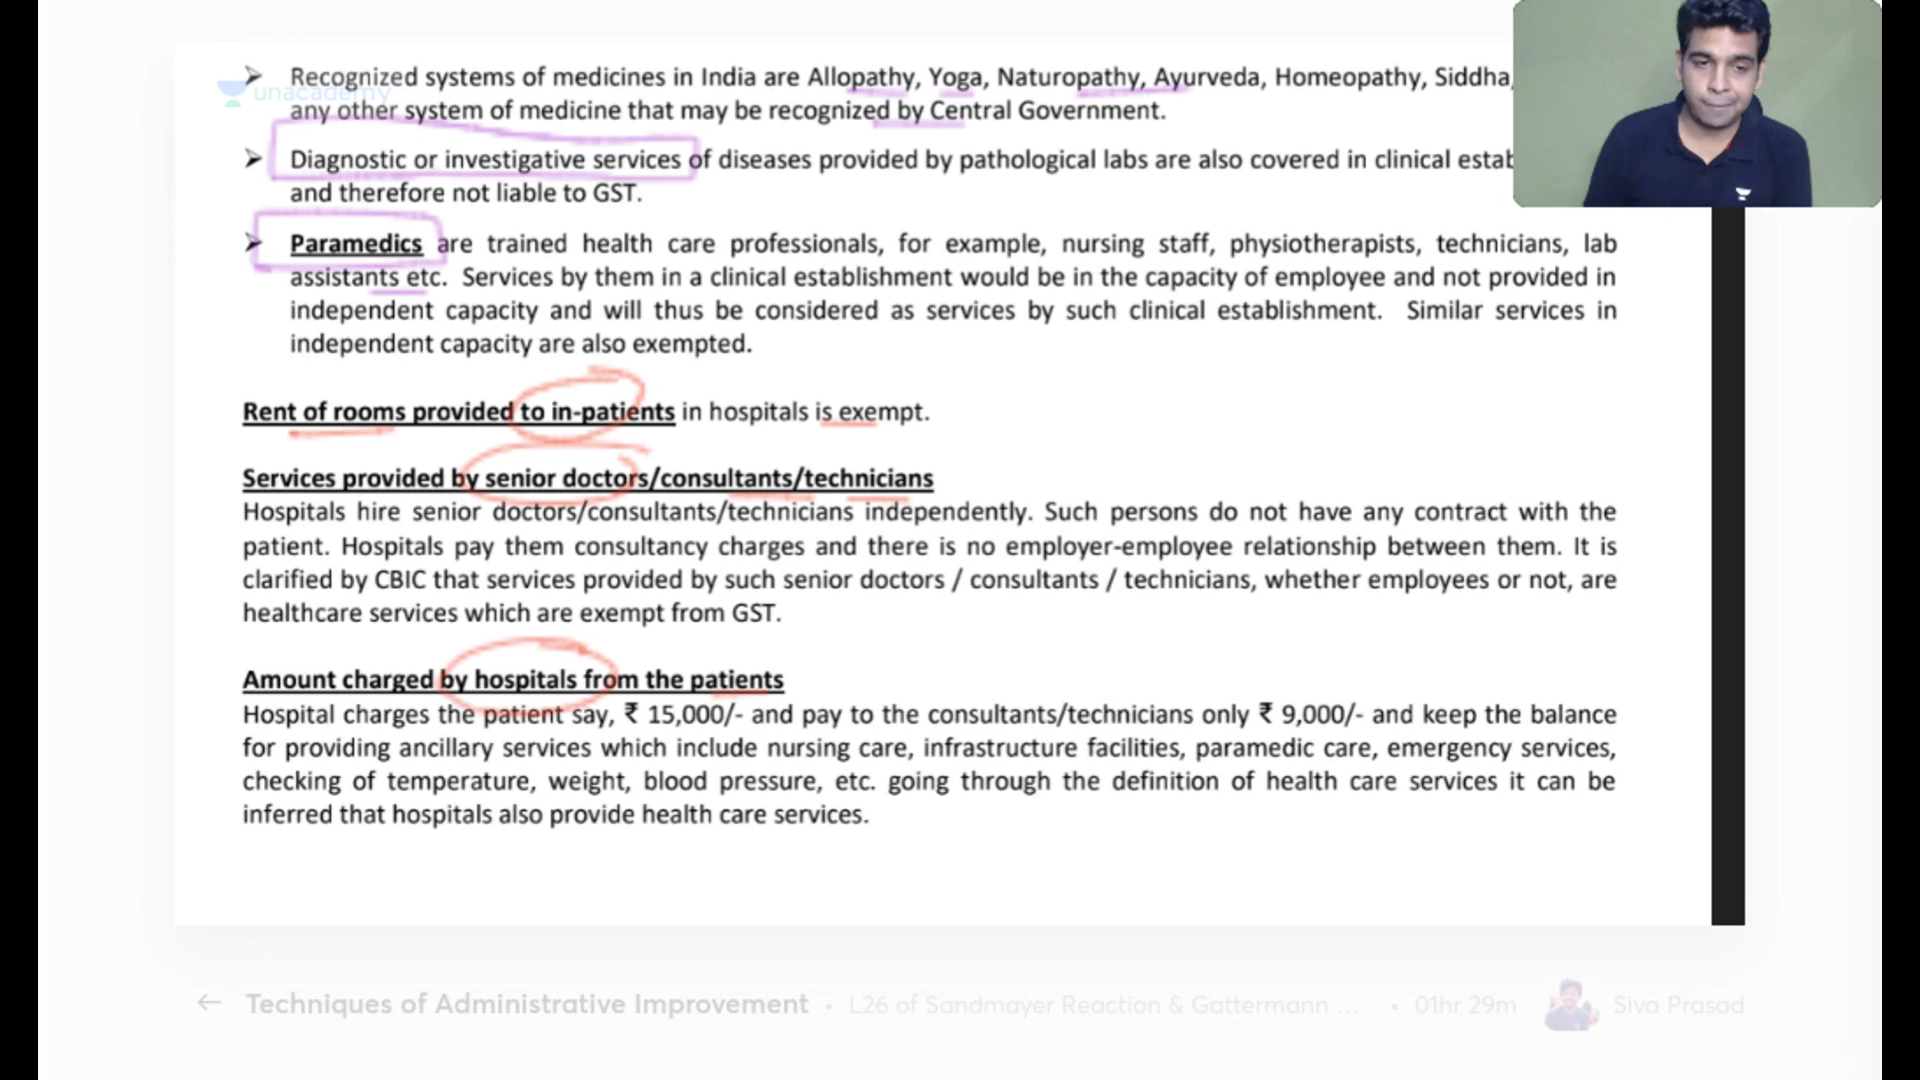 ➢ Recognized systems of medicines in India are Allopathy, Yoga, Naturopathy, Ayurveda, Homeopathy, Siddha,
unacademy
any other system of medicine that may be recognized by Central Government.
➢ Diagnostic or investigative services of diseases provided by pathological labs are also covered in clinical estab
and therefore not liable to GST.
➢ Paramedics are trained health care professionals, for example, nursing staff, physiotherapists, technicians, lab
assistants etc. Services by them in a clinical establishment would be in the capacity of employee and not provided in
independent capacity and will thus be considered as services by such clinical establishment. Similar services in
independent capacity are also exempted.
Rent of rooms provided to in-patients in hospitals is exempt.
Services provided by senior doctors/consultants/technicians
Hospitals hire senior doctors/consultants/technicians independently. Such persons do not have any contract with the
patient. Hospitals pay them consultancy charges and there is no employer-employee relationship between them. It is
clarified by CBIC that services provided by such senior doctors / consultants / technicians, whether employees or not, are
healthcare services which are exempt from GST.
Amount charged by hospitals from the patients
Hospital charges the patient say, ₹ 15,000/- and pay to the consultants/technicians only ₹ 9,000/- and keep the balance
for providing ancillary services which include nursing care, infrastructure facilities, paramedic care, emergency services,
checking of temperature, weight, blood pressure, etc. going through the definition of health care services it can be
inferred that hospitals also provide health care services.
← Techniques of Administrative Improvement • L26 of Sandmayer Reaction & Gattermann ... • 01hr 29m Siva Prasad